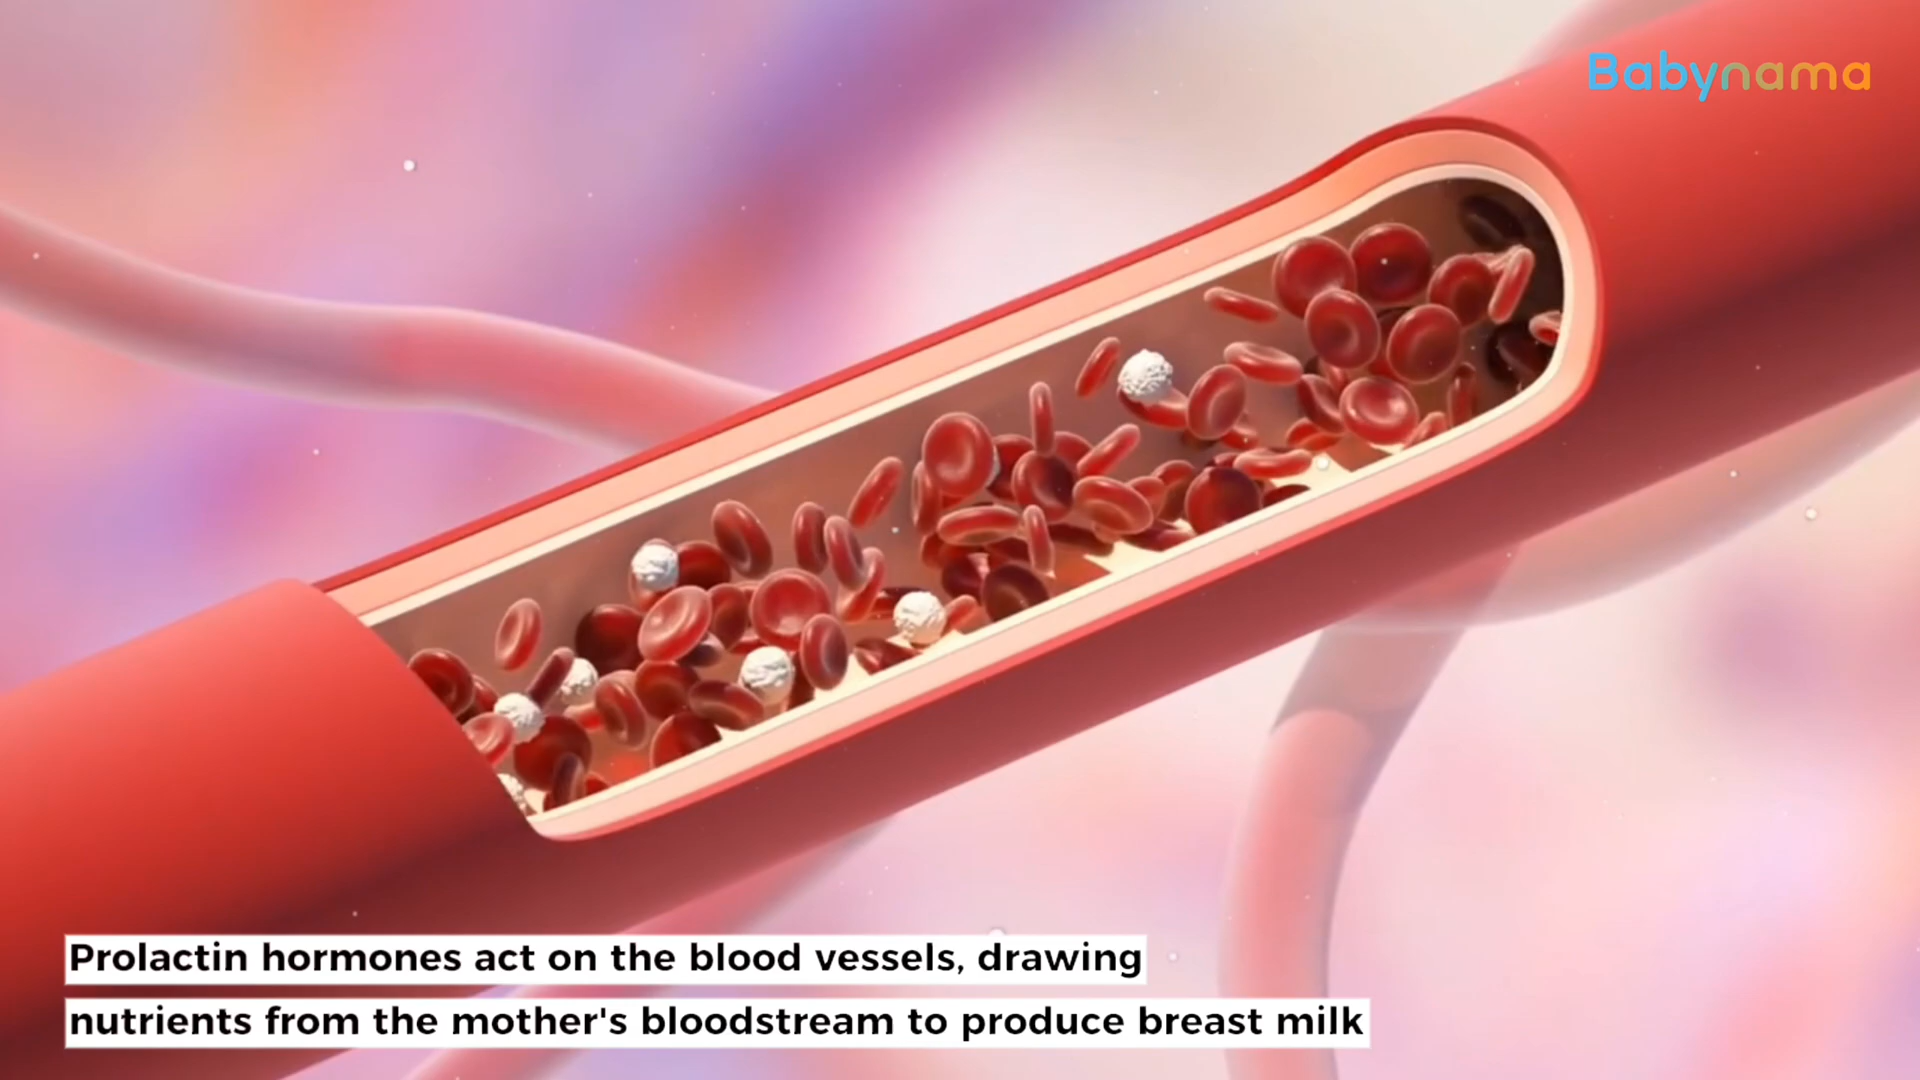 Babynama
Prolactin hormones act on the blood vessels, drawing
nutrients from the mother's bloodstream to produce breast milk